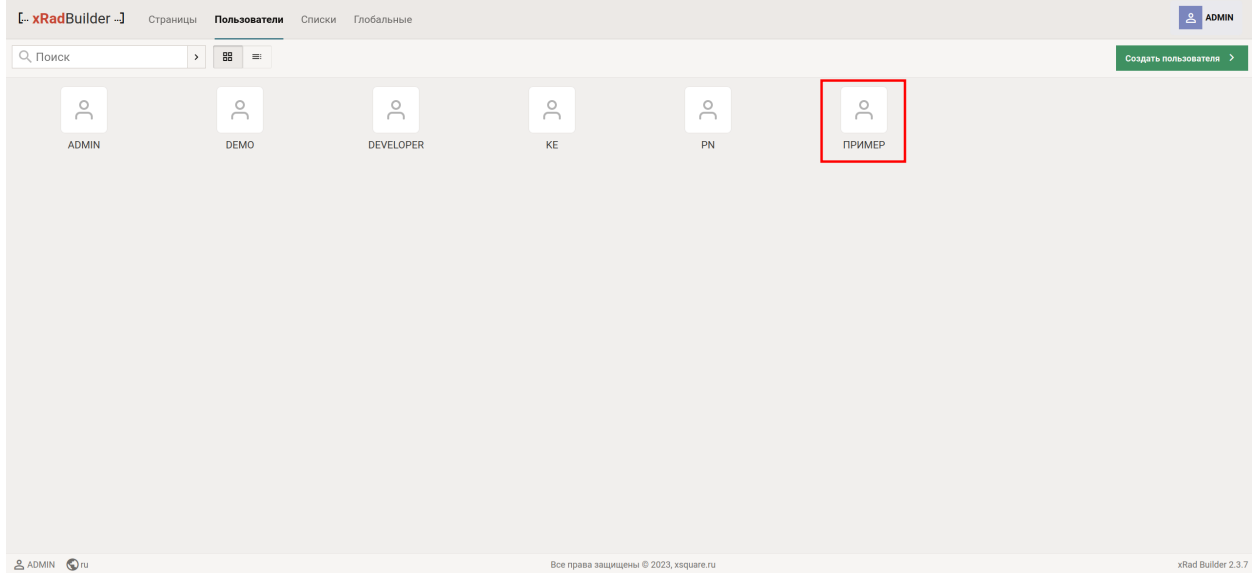 [... xRadBuilder ...] Страницы Пользователи Списки Глобальные ADMIN
Поиск Создать пользователя
ADMIN DEMO DEVELOPER KE PN ПРИМЕР
ADMIN ru Все права защищены © 2023, xsquare.ru xRad Builder 2.3.7